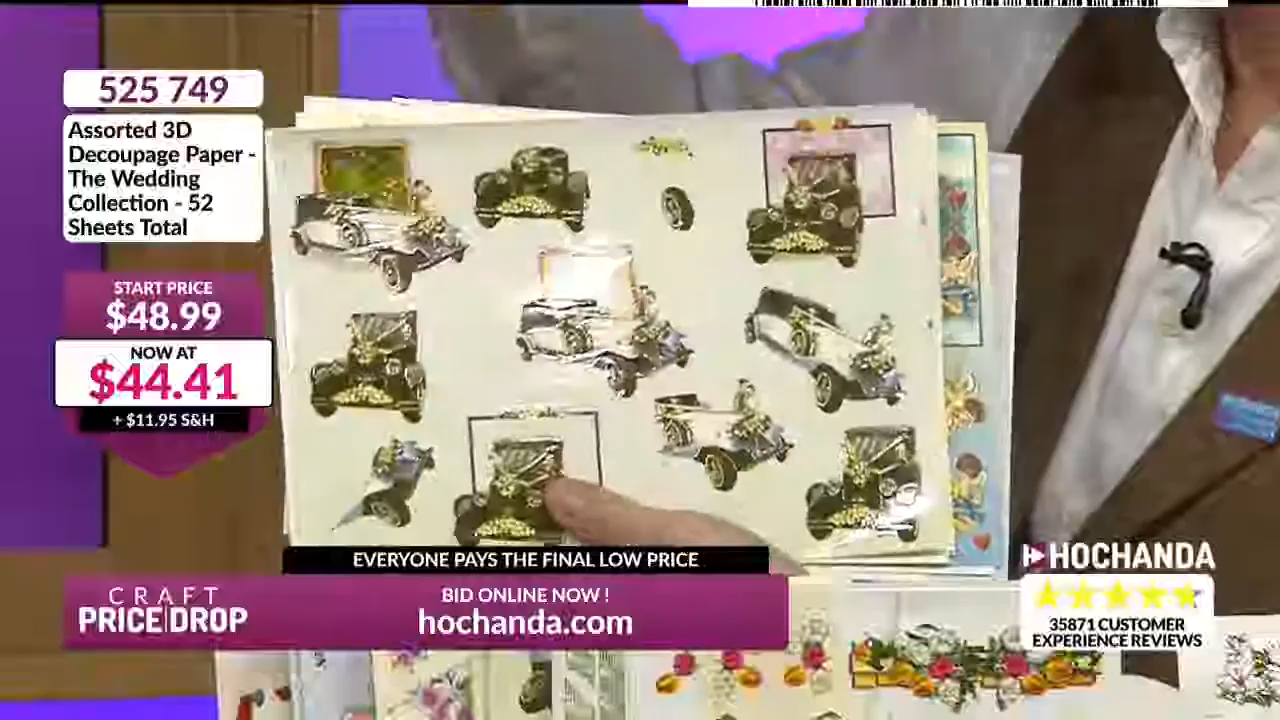 525 749
Assorted 3D
Decoupage Paper -
The Wedding
Collection - 52
Sheets Total
START PRICE
$48.99
NOW AT
$44.41
+ $11.95 S&H
EVERYONE PAYS THE FINAL LOW PRICE
CRAFT
PRICE DROP
BID ONLINE NOW !
hochanda.com
HOCHANDA
35871 CUSTOMER
EXPERIENCE REVIEWS